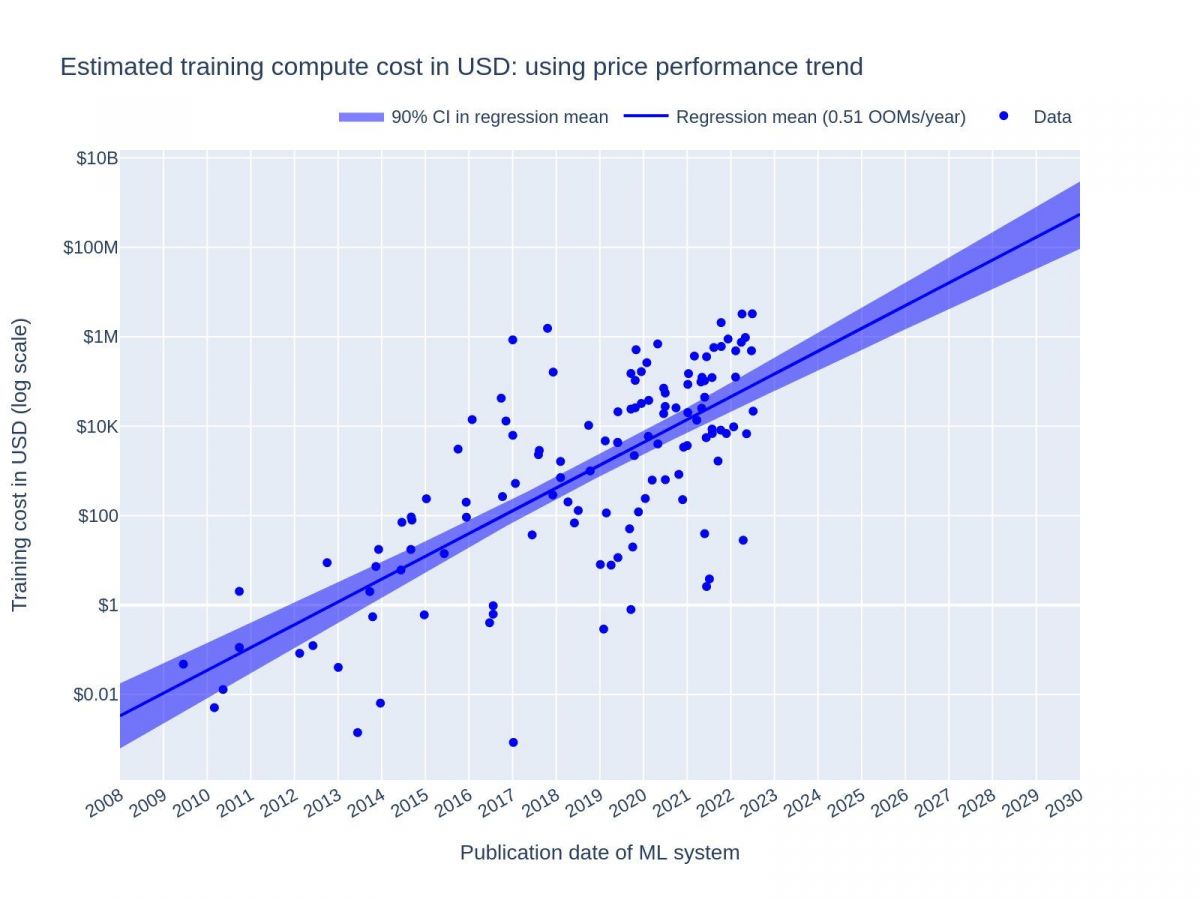 Estimated training compute cost in USD: using price performance trend
90% CI in regression mean Regression mean (0.51 OOMs/year) Data
$10B
$100M
$1M
$10K
$100
$1
$0.01
Training cost in USD (log scale)
2008 2009 2010 2011 2012 2013 2014 2015 2016 2017 2018 2019 2020 2021 2022 2023 2024 2025 2026 2027 2028 2029 2030
Publication date of ML system